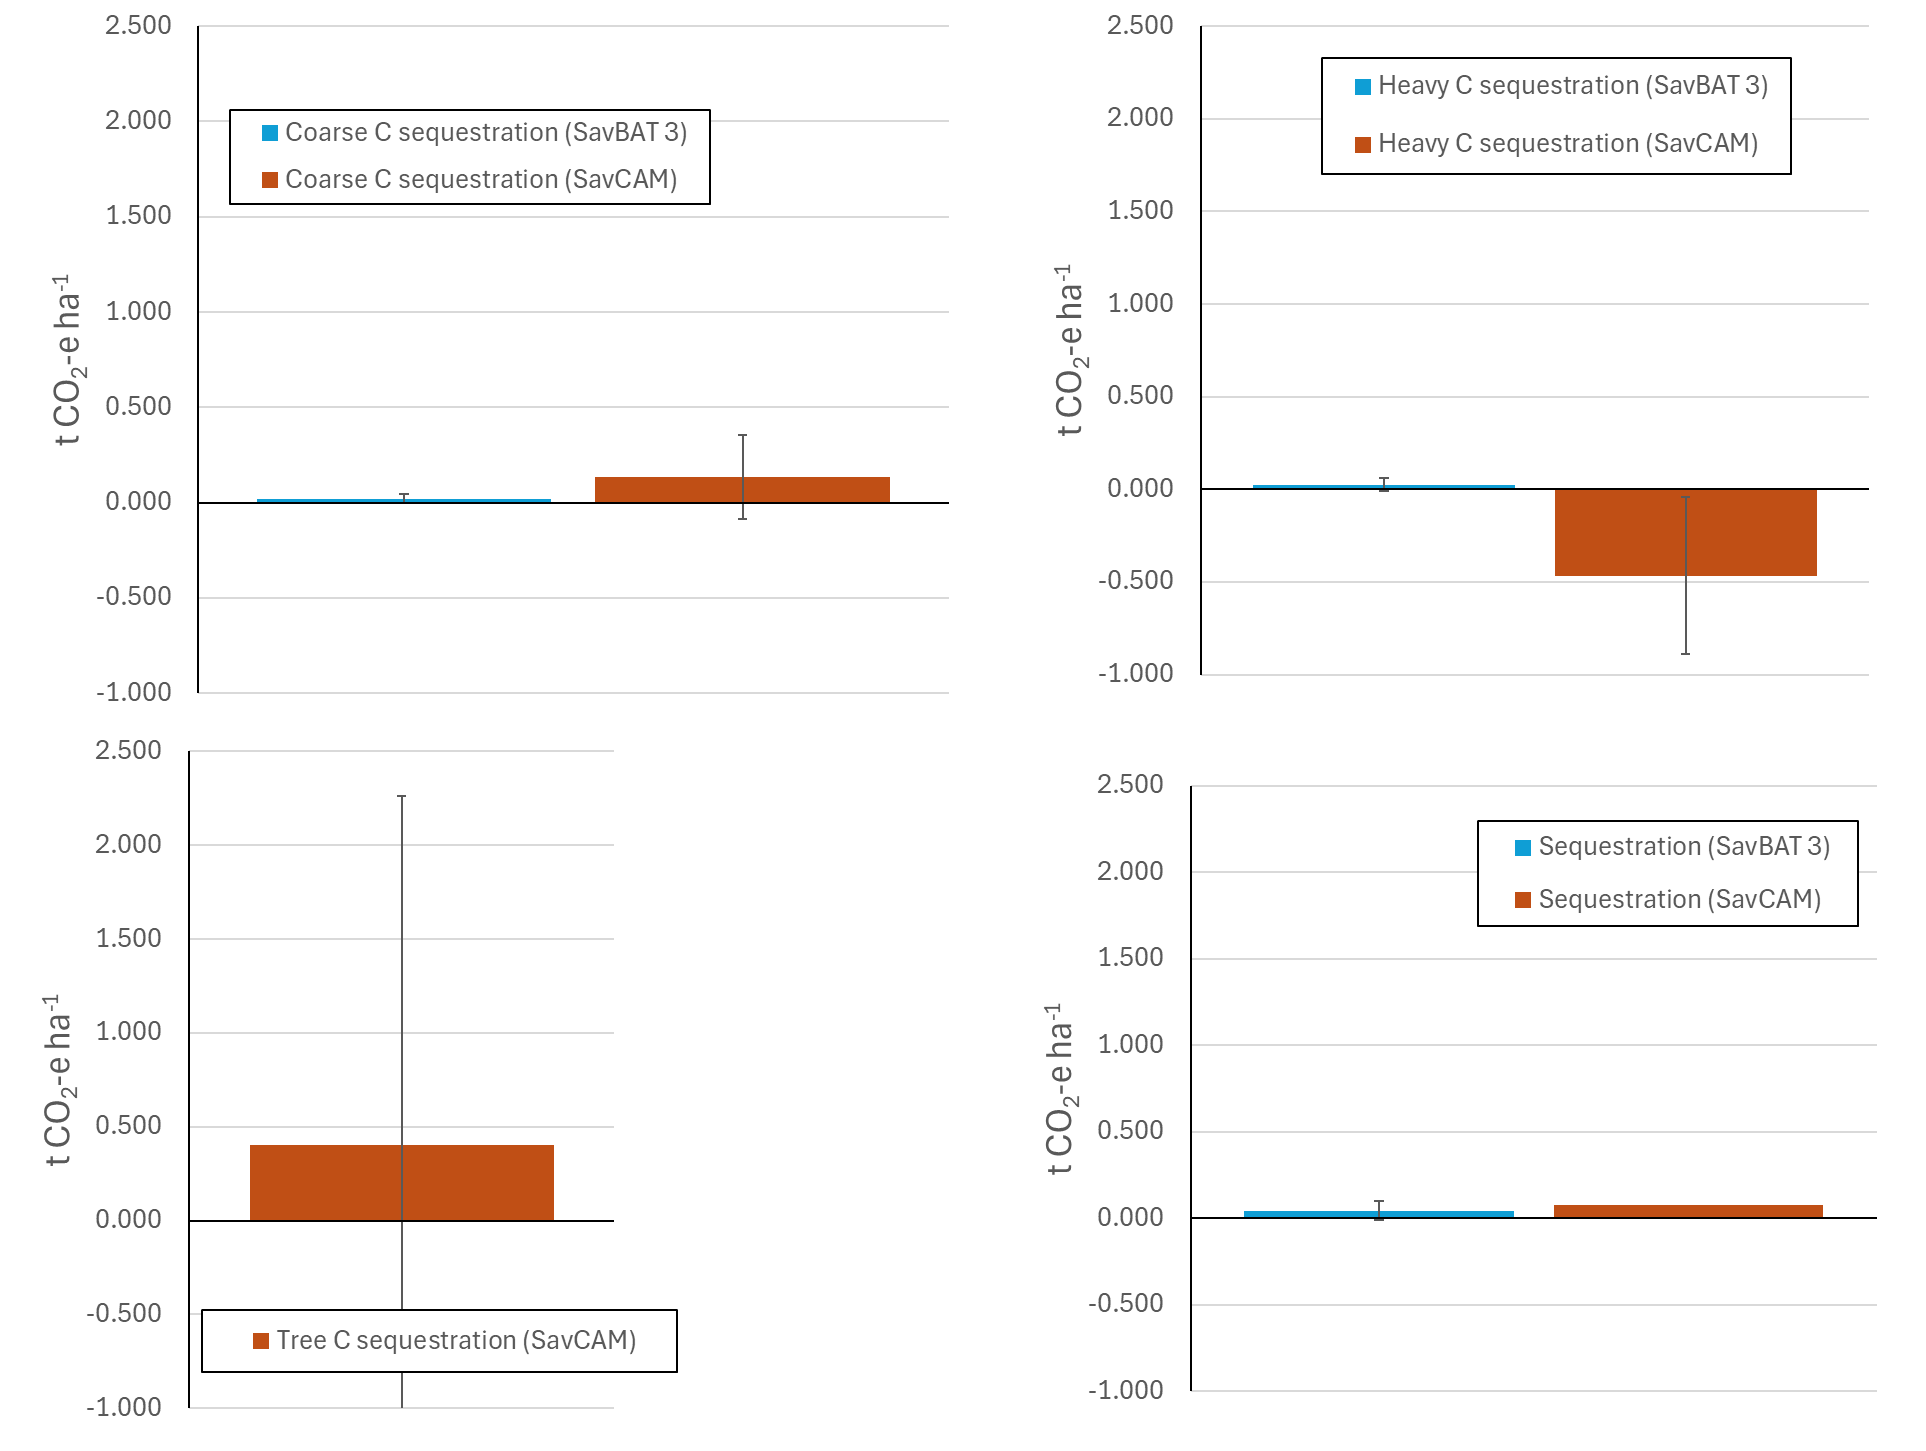 2.500
2.000
1.500
1.000
0.500
0.000
-0.500
-1.000
t CO₂-e ha⁻¹
Coarse C sequestration (SavBAT 3)
Coarse C sequestration (SavCAM)
2.500
2.000
1.500
1.000
0.500
0.000
-0.500
-1.000
t CO₂-e ha⁻¹
Heavy C sequestration (SavBAT 3)
Heavy C sequestration (SavCAM)
2.500
2.000
1.500
1.000
0.500
0.000
-0.500
-1.000
t CO₂-e ha⁻¹
Tree C sequestration (SavCAM)
2.500
2.000
1.500
1.000
0.500
0.000
-0.500
-1.000
t CO₂-e ha⁻¹
Sequestration (SavBAT 3)
Sequestration (SavCAM)